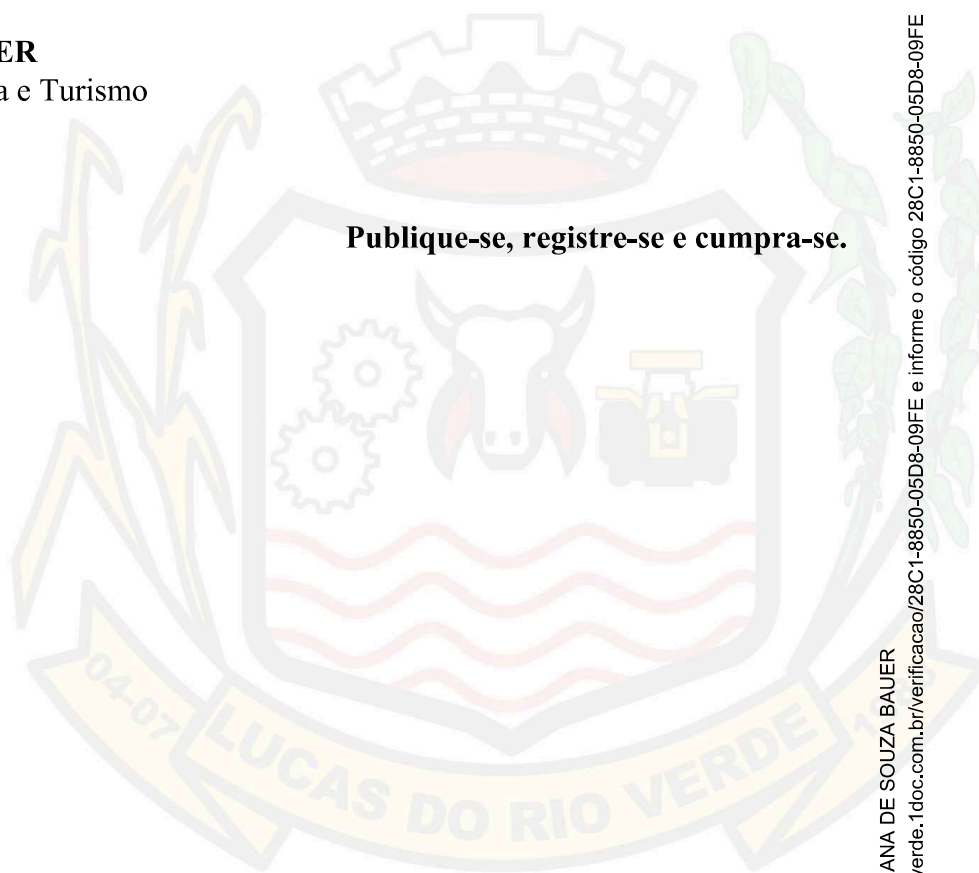 ER
a e Turismo
Publique-se, registre-se e cumpra-se.
04-07
LUCAS DO RIO VERDE
ANA DE SOUZA BAUER
verde.1doc.com.br/verificacao/28C1-8850-05D8-09FE e informe o código 28C1-8850-05D8-09FE